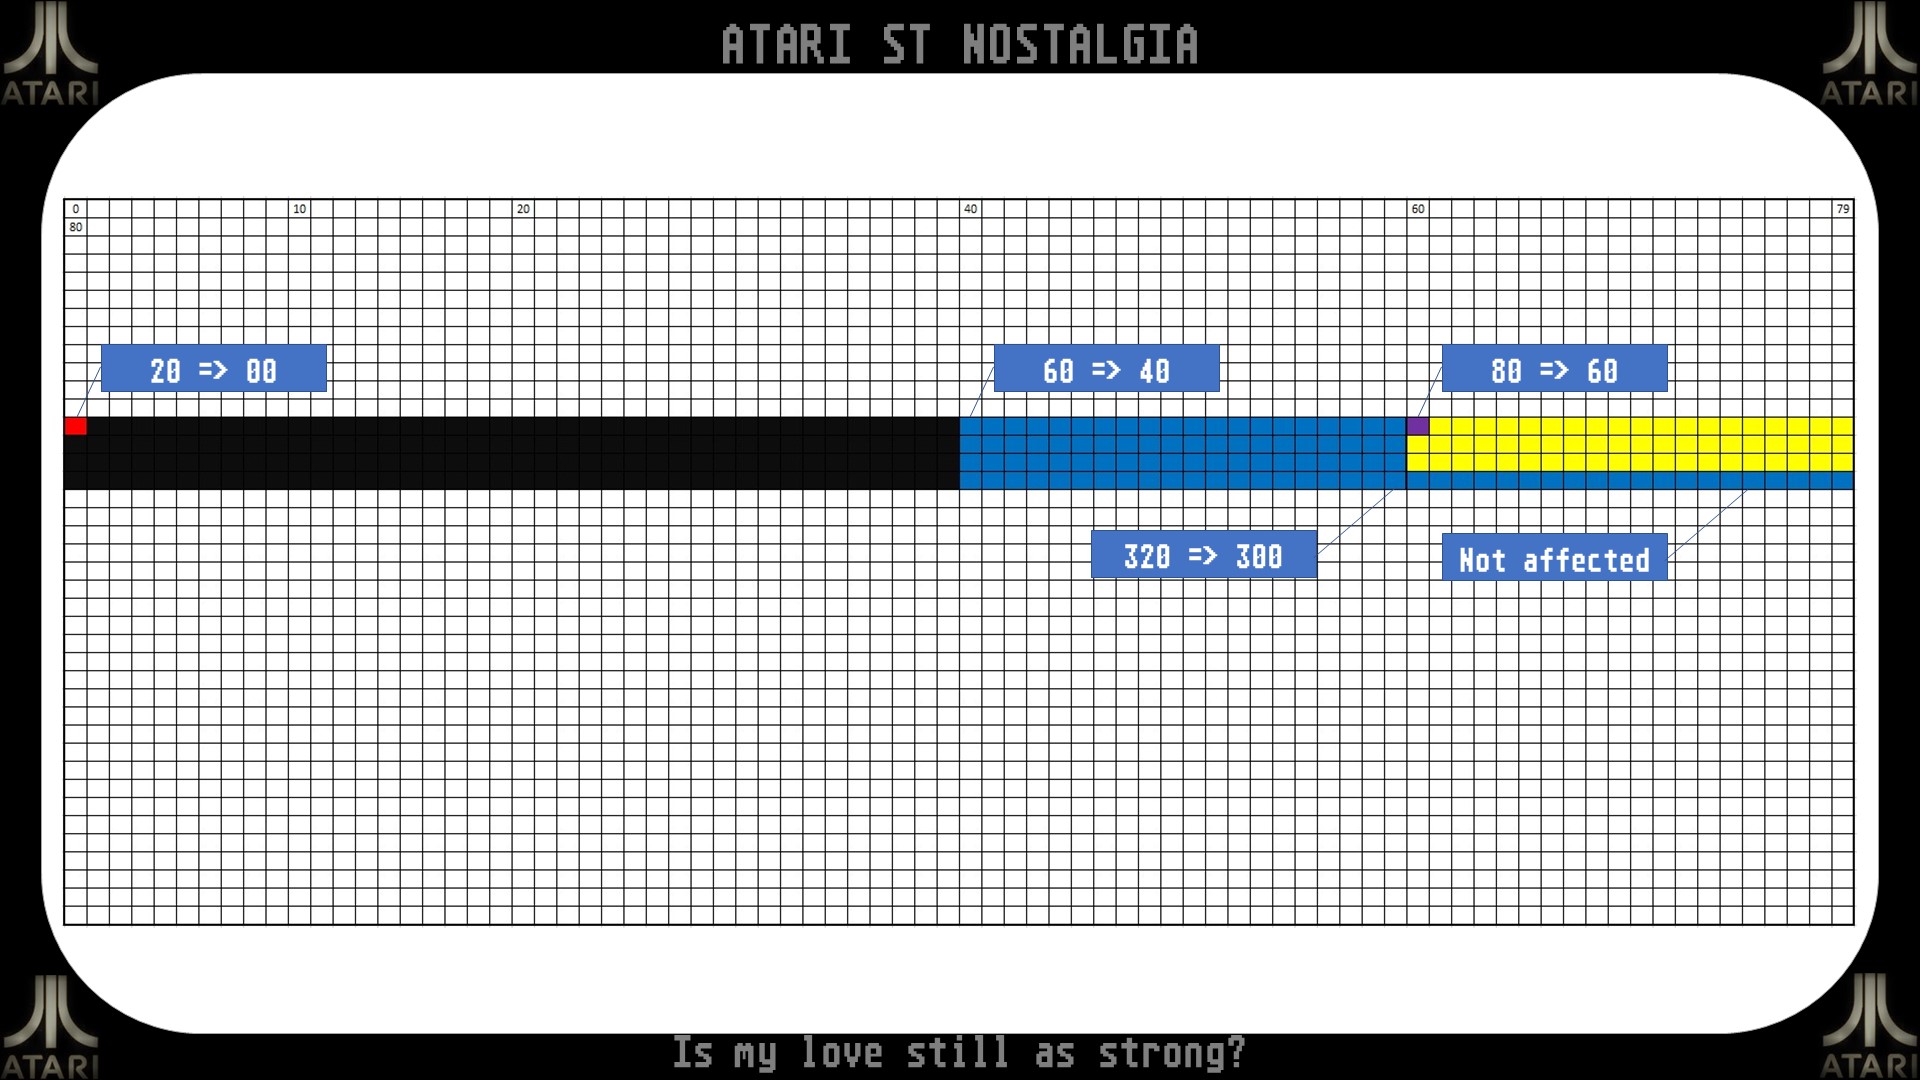 ATARI ST NOSTALGIA
ATARI
ATARI
0 10 20 40 60 79
80
20 => 00
60 => 40
80 => 60
320 => 300
Not affected
Is my love still as strong?
ATARI
ATARI